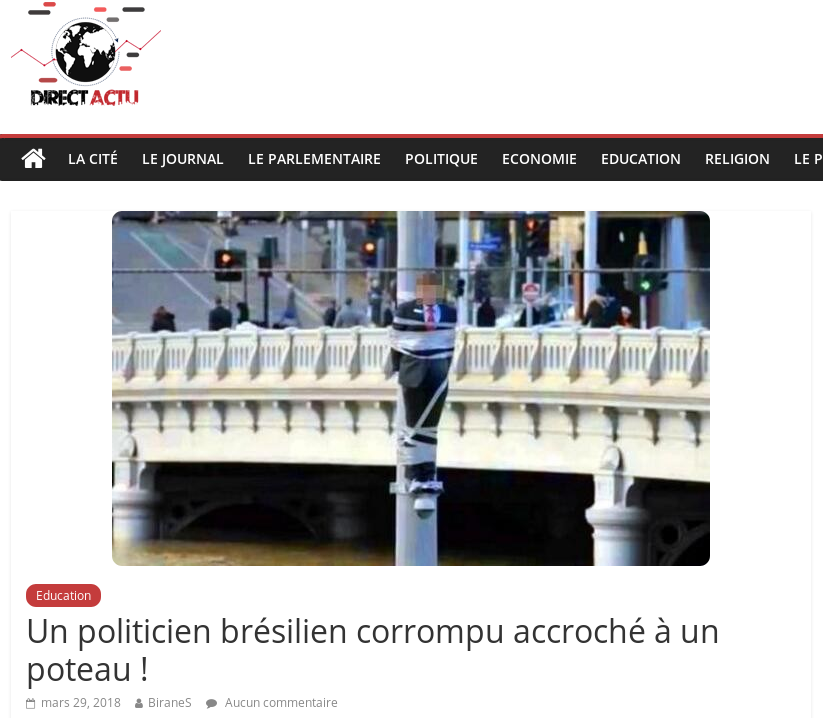 DIRECT ACTU
LA CITÉ LE JOURNAL LE PARLEMENTAIRE POLITIQUE ECONOMIE EDUCATION RELIGION LE P
Education
Un politicien brésilien corrompu accroché à un
poteau !
mars 29, 2018 BiraneS Aucun commentaire